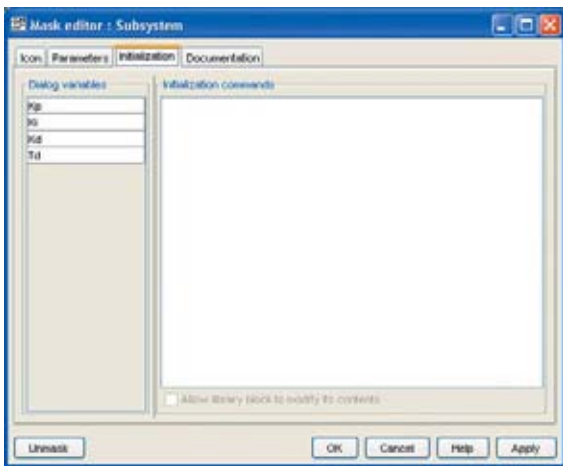 Mask editor : Subsystem
Icon Parameters Initialization Documentation
Dialog variables
Initialization commands
Kp
Ki
Kd
Td
Allow library block to modify its contents
Unmask OK Cancel Help Apply